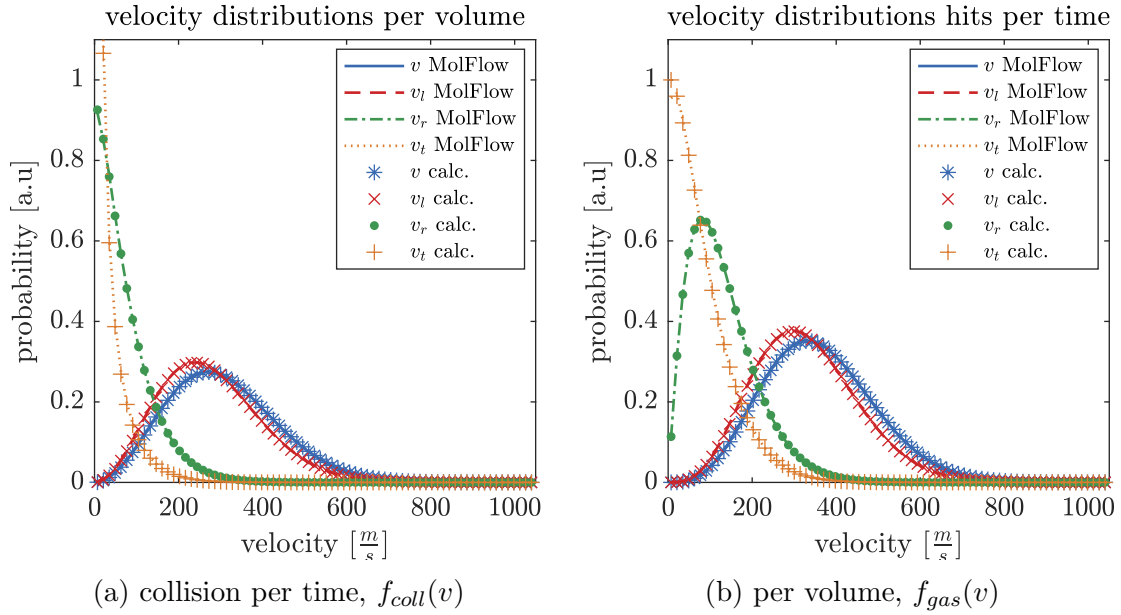 velocity distributions per volume
probability [a.u]
1
0.8
0.6
0.4
0.2
0
0 200 400 600 800 1000
velocity [m/s]
v MolFlow
v_l MolFlow
v_r MolFlow
v_t MolFlow
v calc.
v_l calc.
v_r calc.
v_t calc.
(a) collision per time, f_coll(v)
velocity distributions hits per time
probability [a.u]
1
0.8
0.6
0.4
0.2
0
0 200 400 600 800 1000
velocity [m/s]
v MolFlow
v_l MolFlow
v_r MolFlow
v_t MolFlow
v calc.
v_l calc.
v_r calc.
v_t calc.
(b) per volume, f_gas(v)